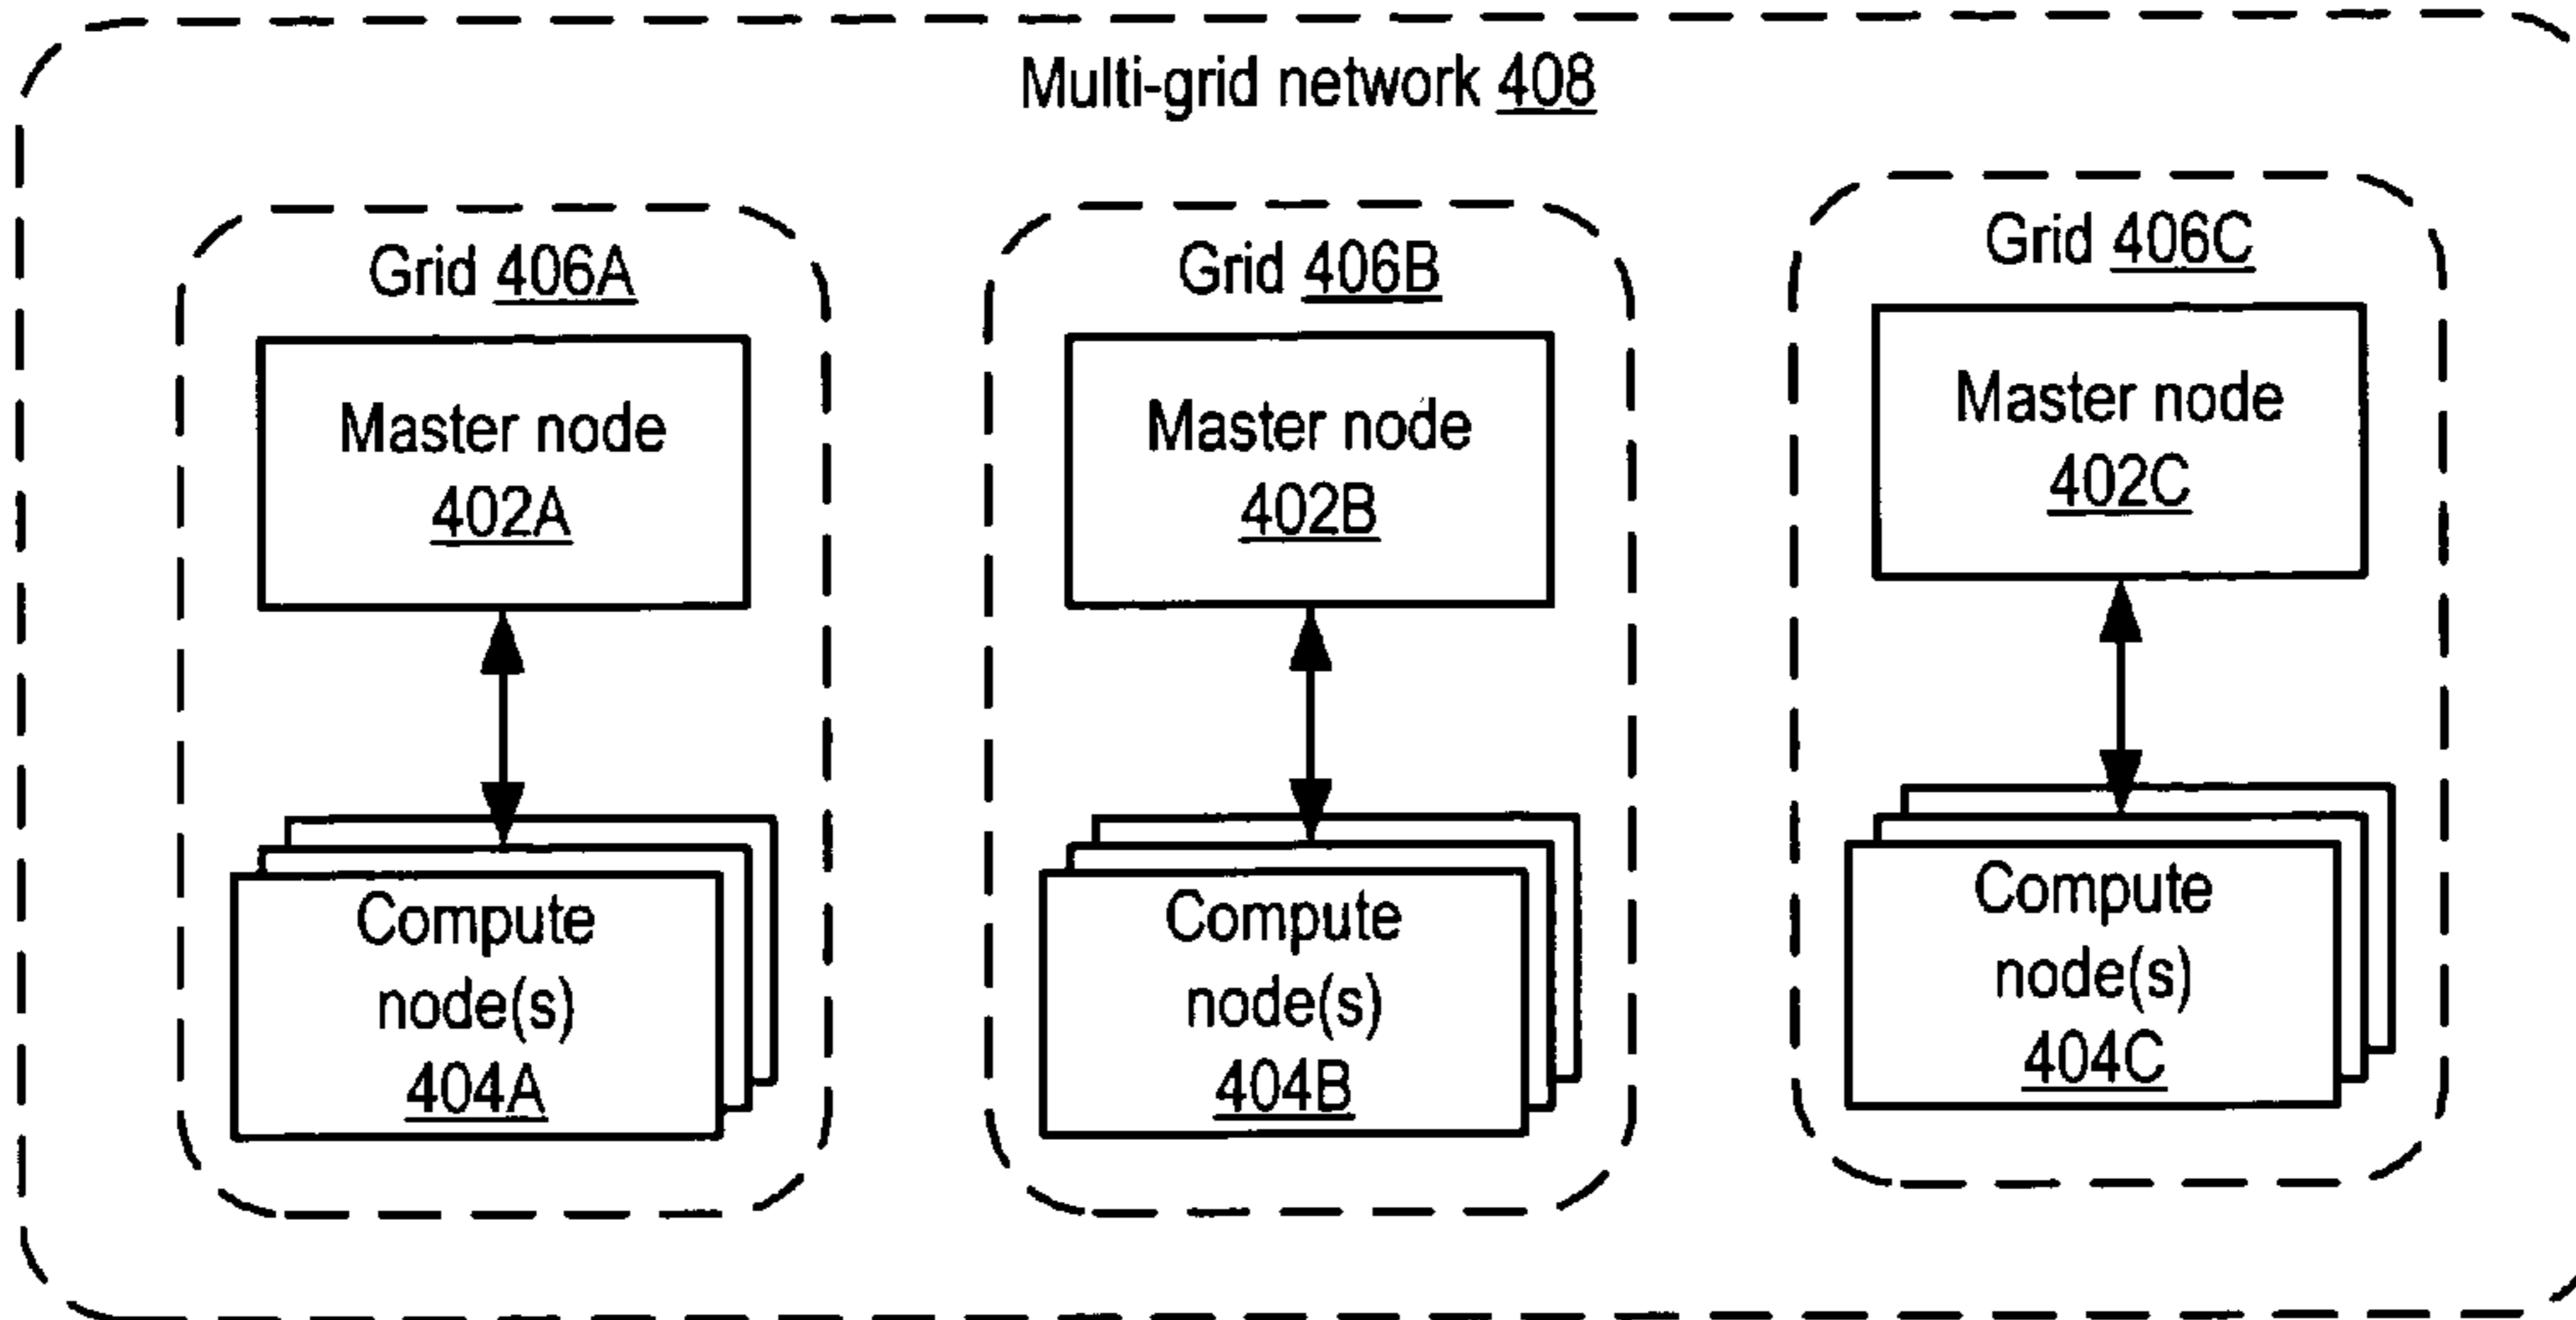 Multi-grid network 408
Grid 406A
Master node
402A
Compute
node(s)
404A
Grid 406B
Master node
402B
Compute
node(s)
404B
Grid 406C
Master node
402C
Compute
node(s)
404C